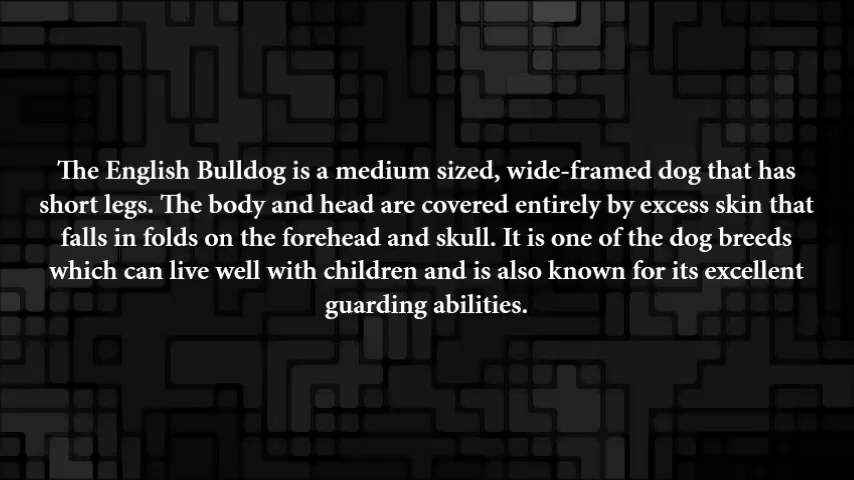 The English Bulldog is a medium sized, wide-framed dog that has
short legs. The body and head are covered entirely by excess skin that
falls in folds on the forehead and skull. It is one of the dog breeds
which can live well with children and is also known for its excellent
guarding abilities.